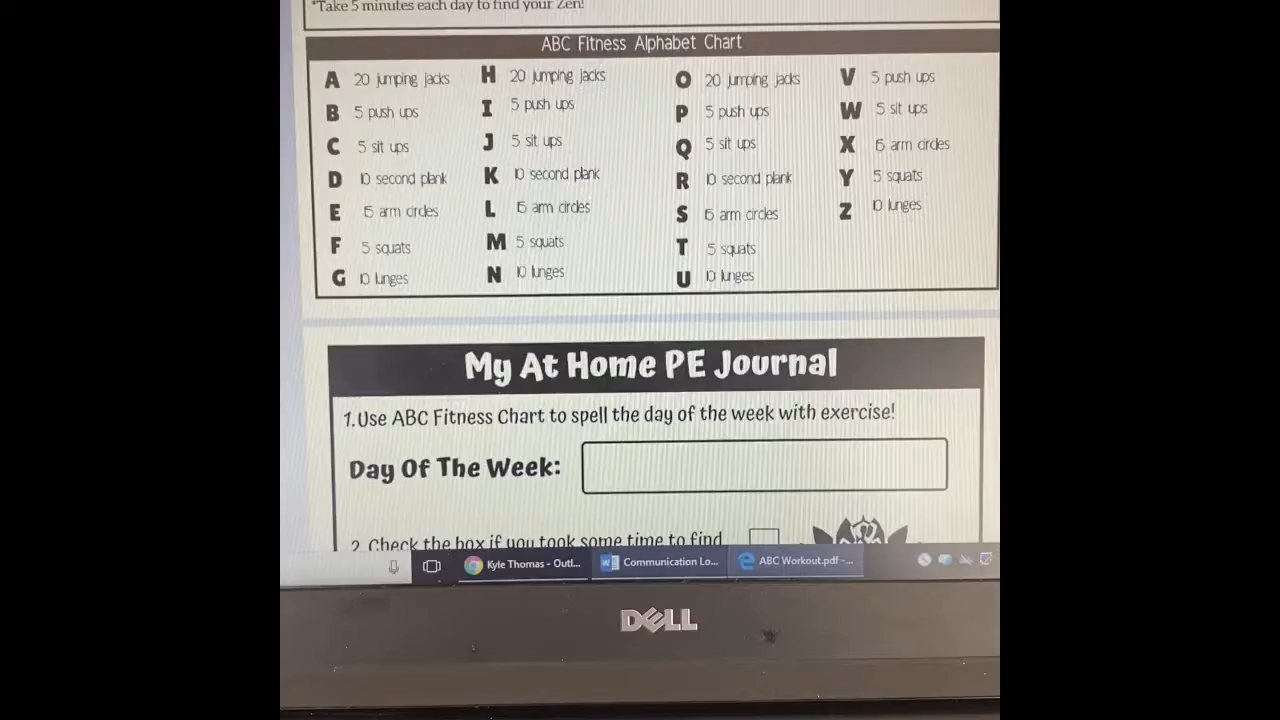 *Take 5 minutes each day to find your Zen!
ABC Fitness Alphabet Chart
A 20 jumping jacks
B 5 push ups
C 5 sit ups
D 10 second plank
E 15 arm circles
F 5 squats
G 10 lunges
H 20 jumping jacks
I 5 push ups
J 5 sit ups
K 10 second plank
L 15 arm circles
M 5 squats
N 10 lunges
O 20 jumping jacks
P 5 push ups
Q 5 sit ups
R 10 second plank
S 15 arm circles
T 5 squats
U 10 lunges
V 5 push ups
W 5 sit ups
X 15 arm circles
Y 5 squats
Z 10 lunges
My At Home PE Journal
1.Use ABC Fitness Chart to spell the day of the week with exercise!
Day Of The Week:
2. Check the box if you took some time to find
Kyle Thomas - Outl...
Communication Lo...
ABC Workout.pdf -...
DELL